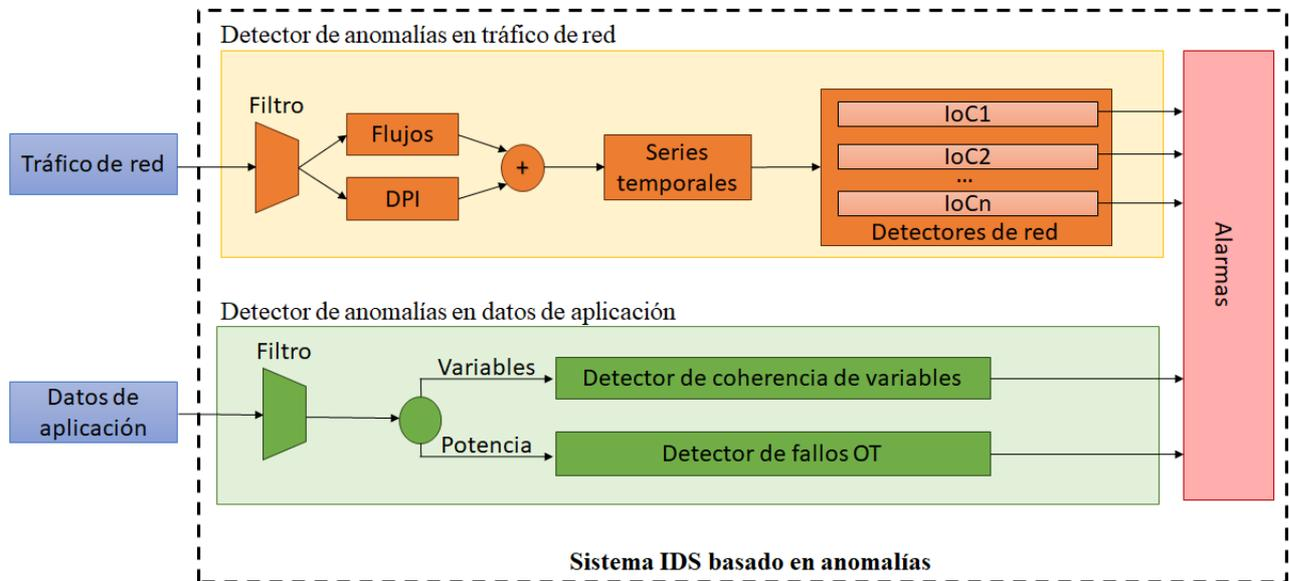 Detector de anomalías en tráfico de red
Filtro
Tráfico de red
Flujos
DPI
+
Series
temporales
IoC1
IoC2
...
IoCn
Detectores de red
Alarmas
Detector de anomalías en datos de aplicación
Filtro
Datos de
aplicación
Variables
Potencia
Detector de coherencia de variables
Detector de fallos OT
Sistema IDS basado en anomalías